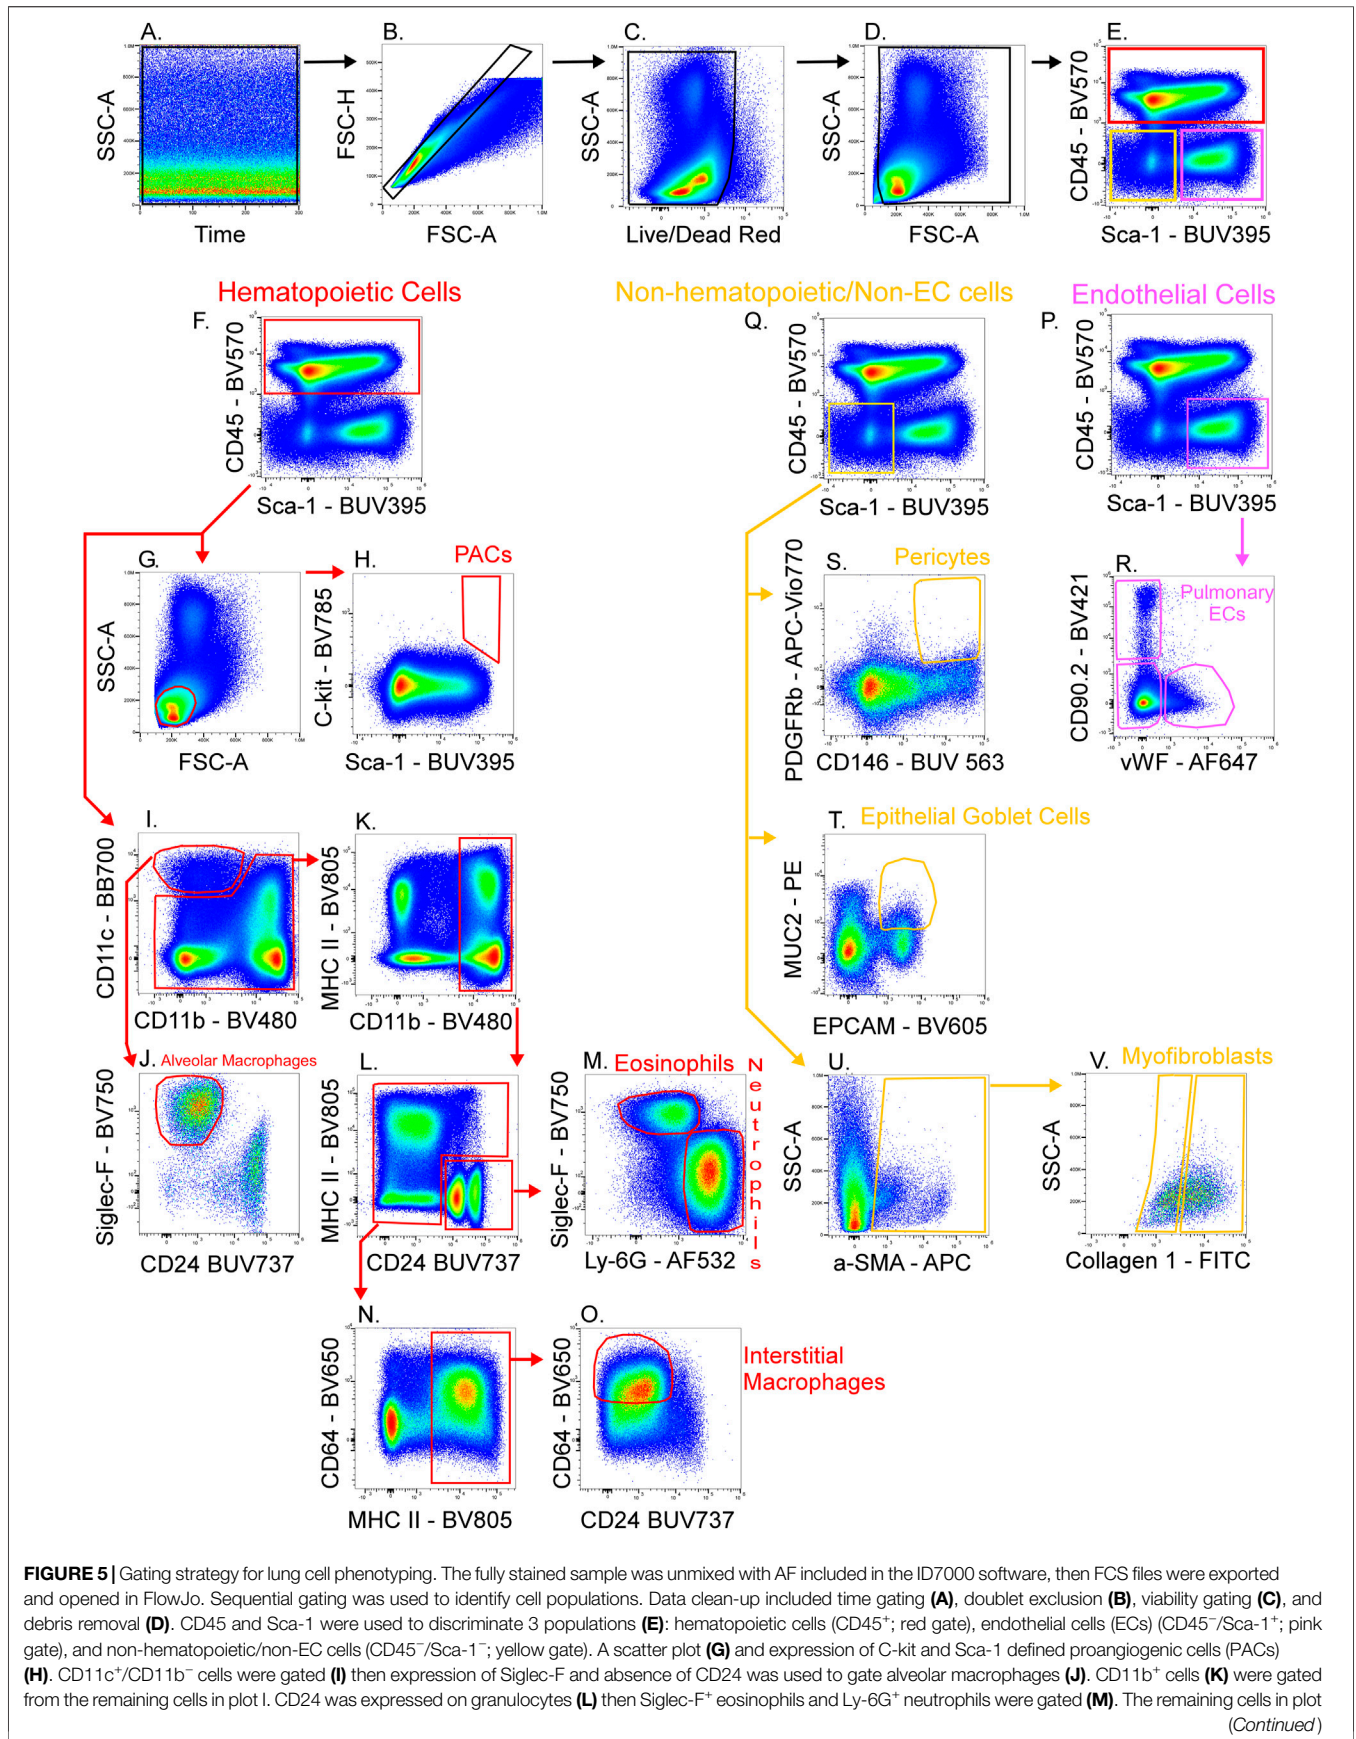 A.
B.
C.
D.
E.
SSC-A
Time
FSC-H
FSC-A
SSC-A
Live/Dead Red
SSC-A
FSC-A
CD45 - BV570
Sca-1 - BUV395
Hematopoietic Cells
Non-hematopoietic/Non-EC cells
Endothelial Cells
F.
CD45 - BV570
Sca-1 - BUV395
Q.
CD45 - BV570
Sca-1 - BUV395
P.
CD45 - BV570
Sca-1 - BUV395
G.
SSC-A
FSC-A
H.
PACs
C-kit - BV785
Sca-1 - BUV395
S.
Pericytes
PDGFRb - APC-Vio770
CD146 - BUV 563
R.
Pulmonary
ECs
CD90.2 - BV421
vWF - AF647
I.
CD11c - BB700
CD11b - BV480
K.
MHC II - BV805
CD11b - BV480
T.
Epithelial Goblet Cells
MUC2 - PE
EPCAM - BV605
J.
Alveolar Macrophages
Siglec-F - BV750
CD24 BUV737
L.
MHC II - BV805
CD24 BUV737
M.
Eosinophils
Neutrophils
Siglec-F - BV750
Ly-6G - AF532
U.
SSC-A
a-SMA - APC
V.
Myofibroblasts
SSC-A
Collagen 1 - FITC
N.
CD64 - BV650
MHC II - BV805
O.
CD64 - BV650
CD24 BUV737
Interstitial
Macrophages
FIGURE 5 | Gating strategy for lung cell phenotyping. The fully stained sample was unmixed with AF included in the ID7000 software, then FCS files were exported
and opened in FlowJo. Sequential gating was used to identify cell populations. Data clean-up included time gating (A), doublet exclusion (B), viability gating (C), and
debris removal (D). CD45 and Sca-1 were used to discriminate 3 populations (E): hematopoietic cells (CD45⁺; red gate), endothelial cells (ECs) (CD45⁻/Sca-1⁺; pink
gate), and non-hematopoietic/non-EC cells (CD45⁻/Sca-1⁻; yellow gate). A scatter plot (G) and expression of C-kit and Sca-1 defined proangiogenic cells (PACs)
(H). CD11c⁺/CD11b⁻ cells were gated (I) then expression of Siglec-F and absence of CD24 was used to gate alveolar macrophages (J). CD11b⁺ cells (K) were gated
from the remaining cells in plot I. CD24 was expressed on granulocytes (L) then Siglec-F⁺ eosinophils and Ly-6G⁺ neutrophils were gated (M). The remaining cells in plot
(Continued)